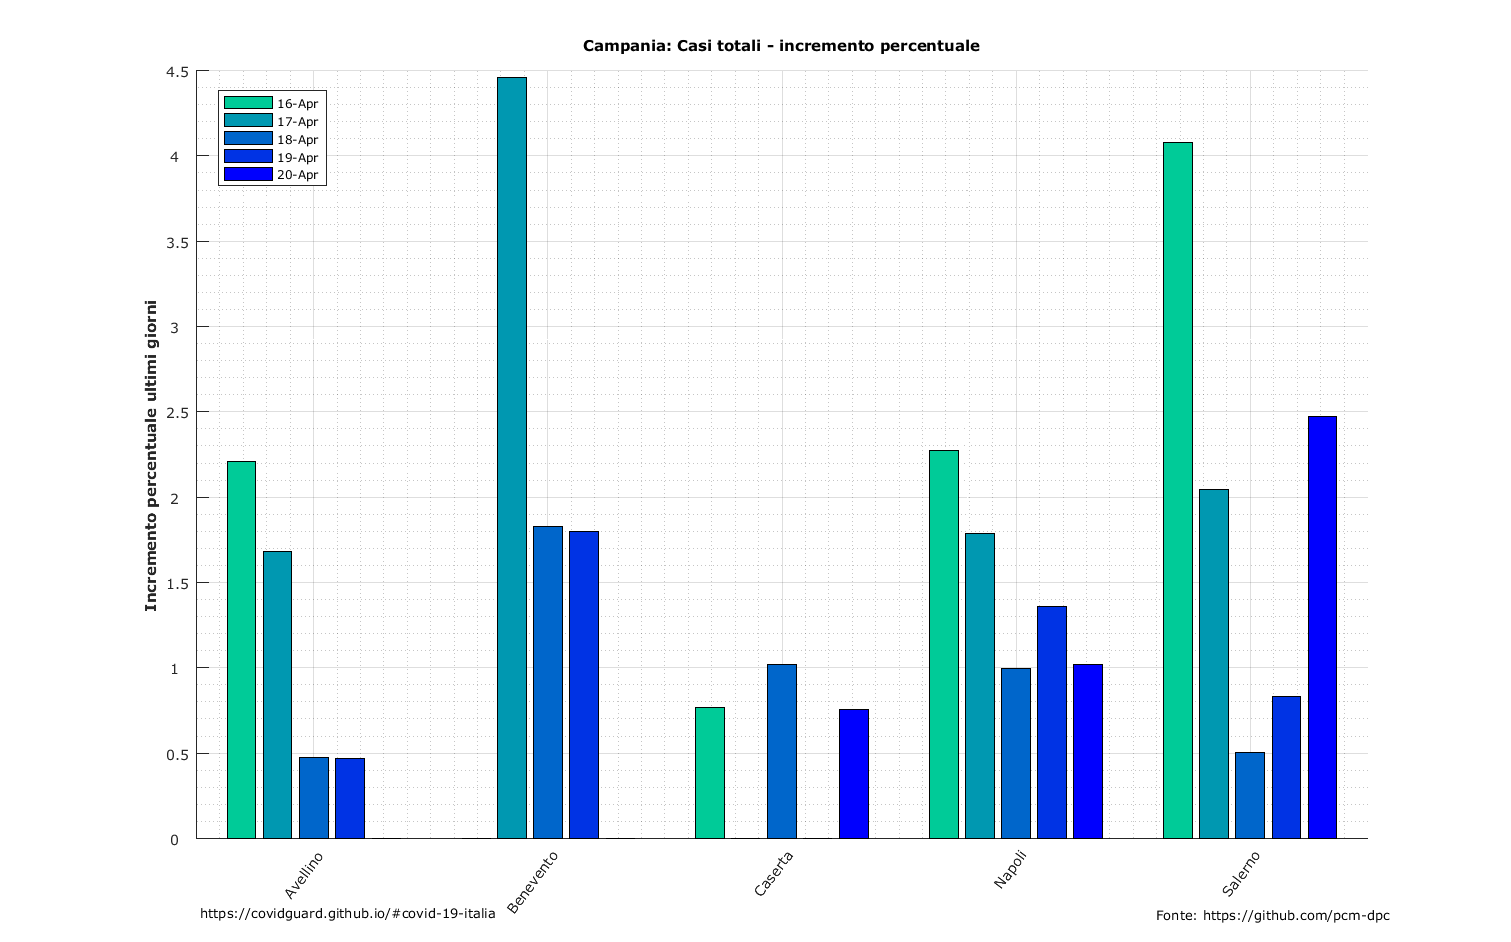 Campania: Casi totali - incremento percentuale
16-Apr
17-Apr
18-Apr
19-Apr
20-Apr
Incremento percentuale ultimi giorni
4.5
4
3.5
3
2.5
2
1.5
1
0.5
0
Avellino
Benevento
Caserta
Napoli
Salerno
https://covidguard.github.io/#covid-19-italia
Fonte: https://github.com/pcm-dpc